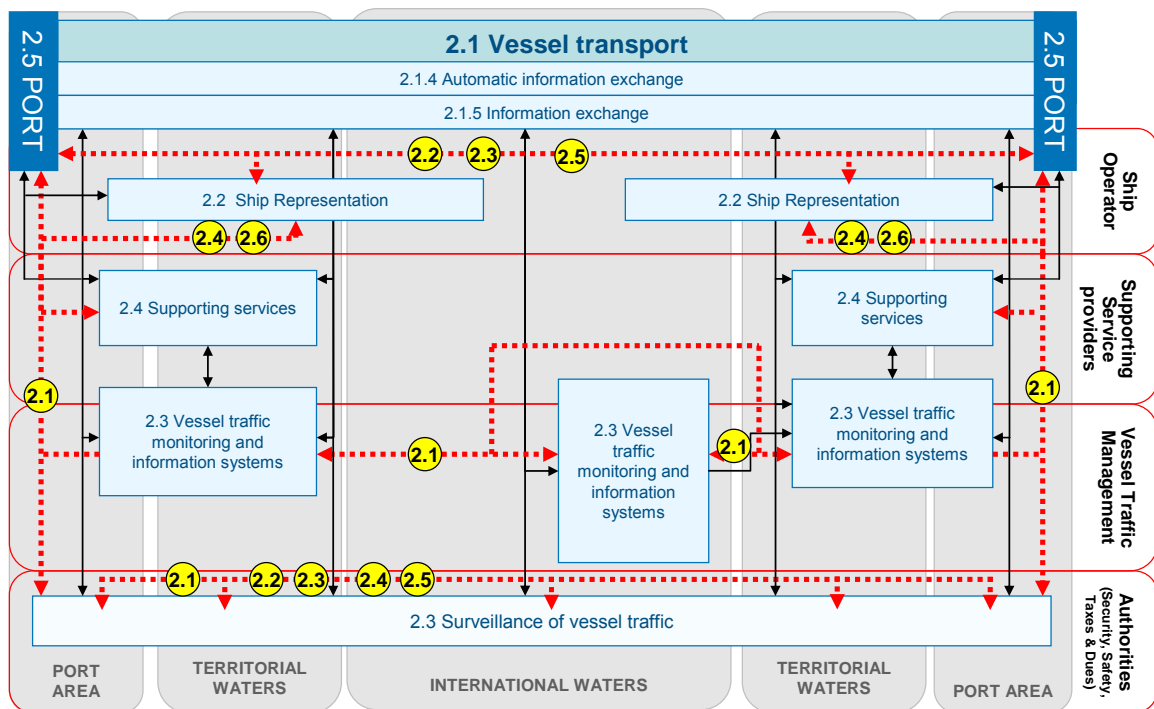 2.5 PORT
2.1 Vessel transport
2.5 PORT
2.1.4 Automatic information exchange
2.1.5 Information exchange
2.2
2.3
2.5
Ship
Operator
2.2 Ship Representation
2.2 Ship Representation
2.4
2.6
2.4
2.6
Supporting
Service
providers
2.4 Supporting services
2.4 Supporting
services
2.1
2.1
2.3 Vessel traffic
monitoring and
information systems
2.1
2.3 Vessel
traffic
monitoring and
information
systems
2.1
2.3 Vessel traffic
monitoring and
information systems
Vessel Traffic
Management
2.1
2.2
2.3
2.4
2.5
2.3 Surveillance of vessel traffic
Authorities
(Security, Safety,
Taxes & Dues)
PORT
AREA
TERRITORIAL
WATERS
INTERNATIONAL WATERS
TERRITORIAL
WATERS
PORT AREA